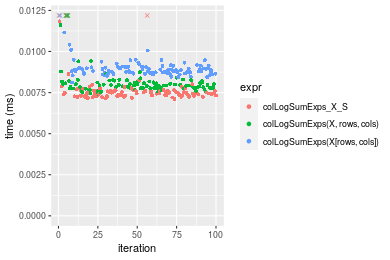 0.0125
0.0100
0.0075
0.0050
0.0025
0.0000
time (ms)
0
25
50
75
100
iteration
expr
colLogSumExps_X_S
colLogSumExps(X, rows, cols)
colLogSumExps(X[rows, cols])